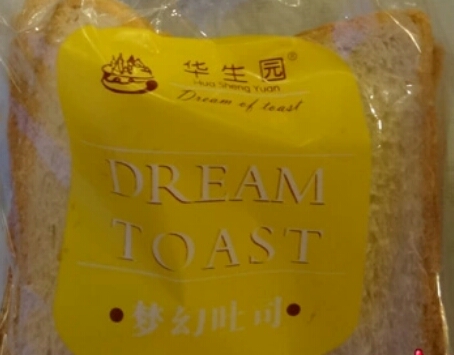 华生园®
Hua Sheng Yuan
Dream of toast
DREAM
TOAST
•梦幻吐司•